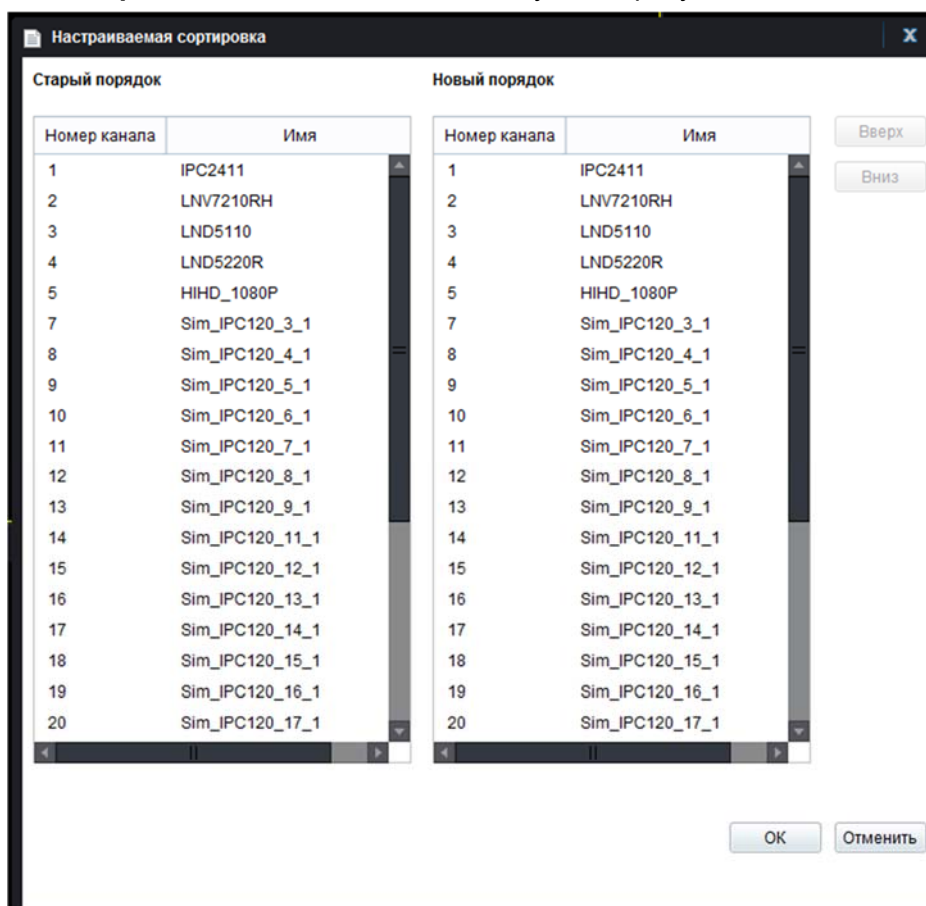 Настраиваемая сортировка
x
Старый порядок Новый порядок
Номер канала Имя Номер канала Имя Вверх
1 IPC2411 1 IPC2411 Вниз
2 LNV7210RH 2 LNV7210RH
3 LND5110 3 LND5110
4 LND5220R 4 LND5220R
5 HIHD_1080P 5 HIHD_1080P
7 Sim_IPC120_3_1 7 Sim_IPC120_3_1
8 Sim_IPC120_4_1 8 Sim_IPC120_4_1
9 Sim_IPC120_5_1 9 Sim_IPC120_5_1
10 Sim_IPC120_6_1 10 Sim_IPC120_6_1
11 Sim_IPC120_7_1 11 Sim_IPC120_7_1
12 Sim_IPC120_8_1 12 Sim_IPC120_8_1
13 Sim_IPC120_9_1 13 Sim_IPC120_9_1
14 Sim_IPC120_11_1 14 Sim_IPC120_11_1
15 Sim_IPC120_12_1 15 Sim_IPC120_12_1
16 Sim_IPC120_13_1 16 Sim_IPC120_13_1
17 Sim_IPC120_14_1 17 Sim_IPC120_14_1
18 Sim_IPC120_15_1 18 Sim_IPC120_15_1
19 Sim_IPC120_16_1 19 Sim_IPC120_16_1
20 Sim_IPC120_17_1 20 Sim_IPC120_17_1
OK Отменить